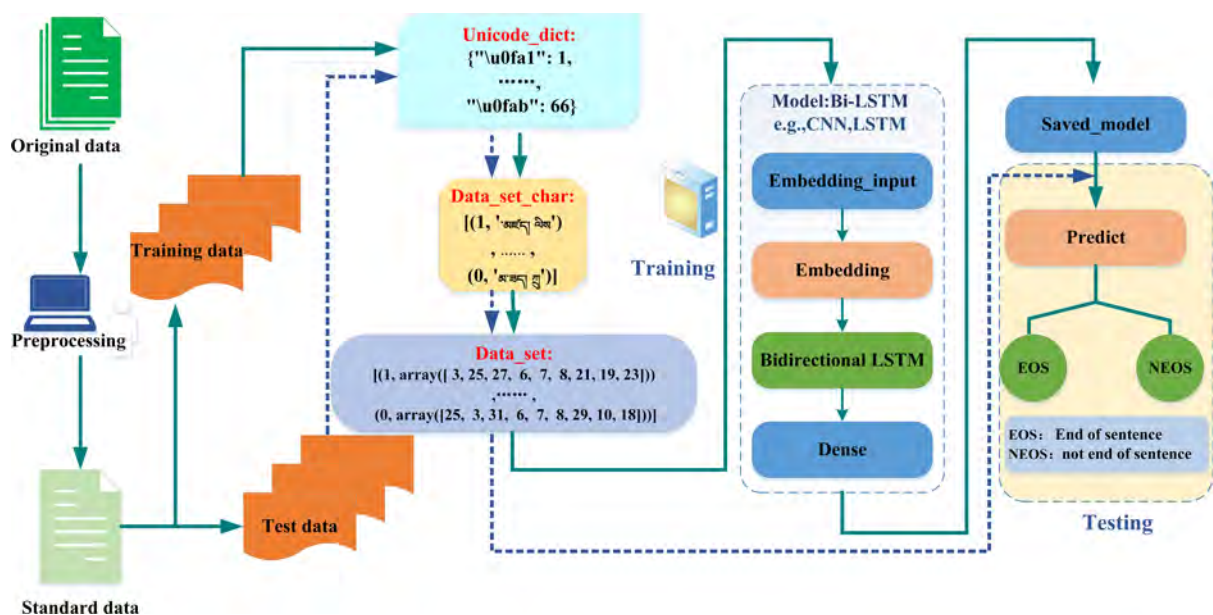 Original data
Preprocessing
Standard data
Training data
Test data
Unicode_dict:
{"\u0fa1": 1,
……,
"\u0fab": 66}
Data_set_char:
[(1, '་མཛད། ལེས')
, …… ,
(0, 'མ་ཟད། ཀྲུ')]
Data_set:
[(1, array([ 3, 25, 27, 6, 7, 8, 21, 19, 23]))
,…… ,
(0, array([25, 3, 31, 6, 7, 8, 29, 10, 18]))]
Training
Model:Bi-LSTM
e.g.,CNN,LSTM
Embedding_input
Embedding
Bidirectional LSTM
Dense
Saved_model
Predict
EOS
NEOS
EOS: End of sentence
NEOS: not end of sentence
Testing